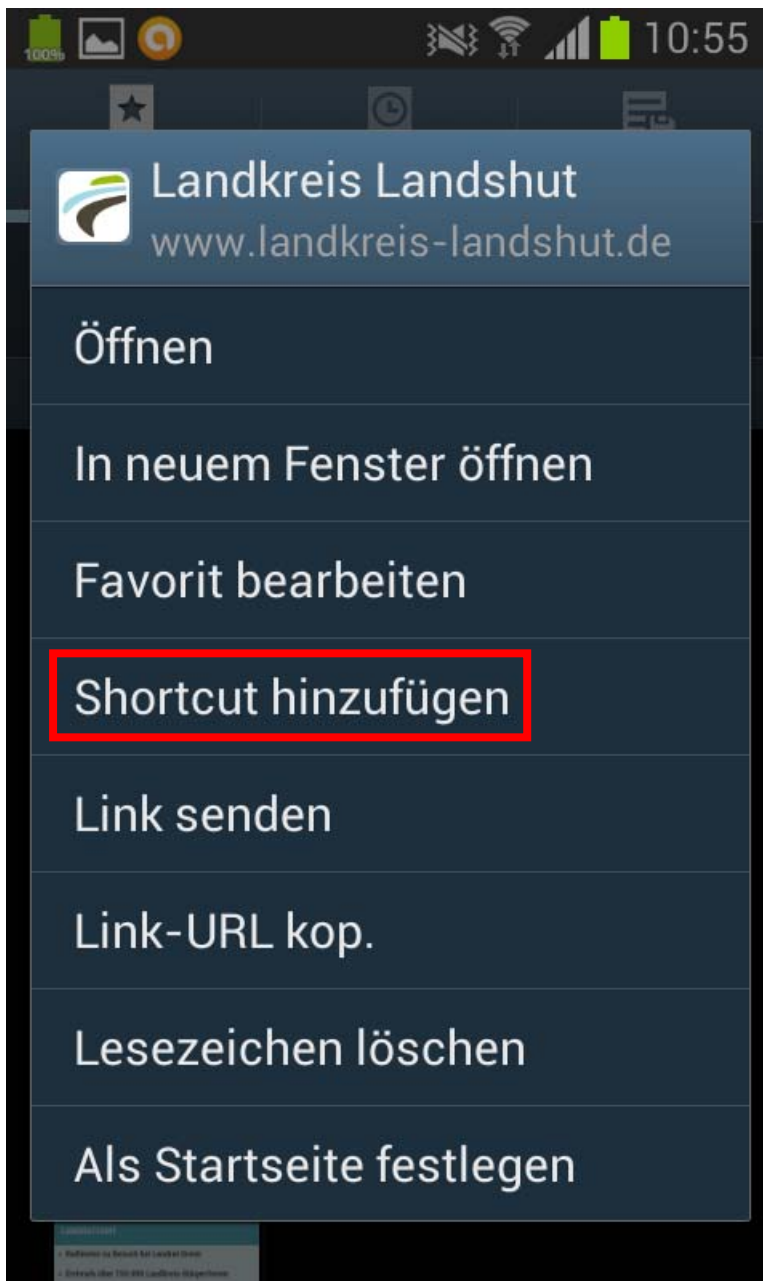 100%
10:55
Landkreis Landshut
www.landkreis-landshut.de
Öffnen
In neuem Fenster öffnen
Favorit bearbeiten
Shortcut hinzufügen
Link senden
Link-URL kop.
Lesezeichen löschen
Als Startseite festlegen